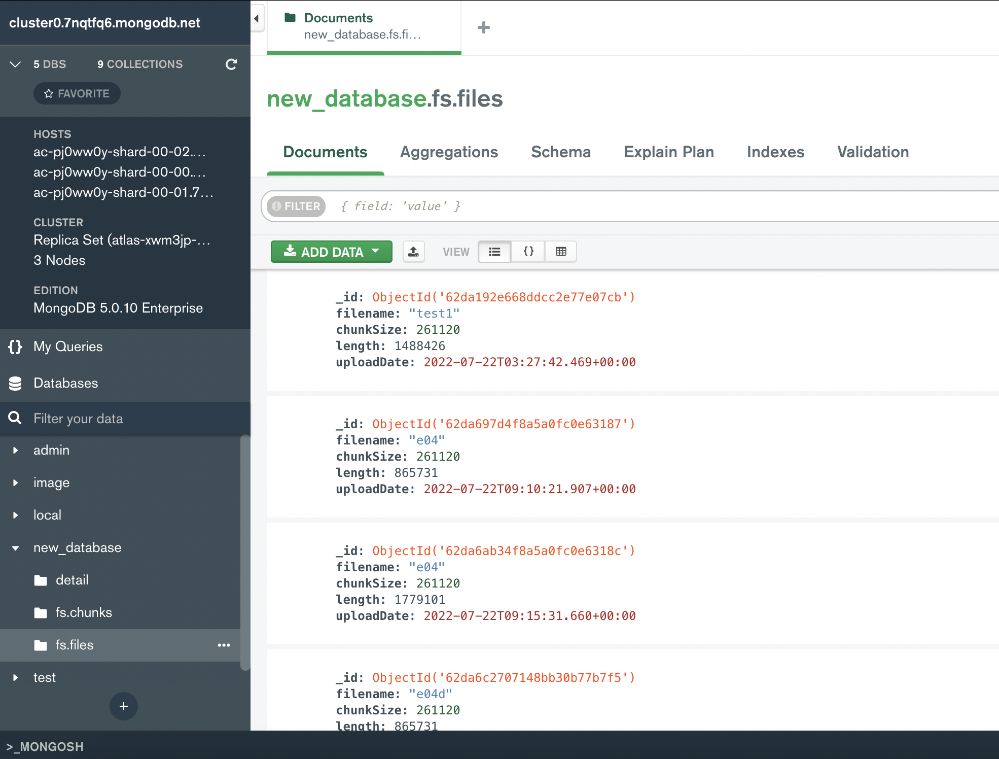 cluster0.7nqtfq6.mongodb.net
5 DBS 9 COLLECTIONS
FAVORITE
HOSTS
ac-pj0ww0y-shard-00-02....
ac-pj0ww0y-shard-00-00....
ac-pj0ww0y-shard-00-01.7...
CLUSTER
Replica Set (atlas-xwm3jp-...
3 Nodes
EDITION
MongoDB 5.0.10 Enterprise
{} My Queries
Databases
Filter your data
admin
image
local
new_database
detail
fs.chunks
fs.files •••
test
+
>_MONGOSH
Documents
new_database.fs.fi...
+
new_database.fs.files
Documents Aggregations Schema Explain Plan Indexes Validation
FILTER { field: 'value' }
ADD DATA VIEW {}
_id: ObjectId('62da192e668ddcc2e77e07cb')
filename: "test1"
chunkSize: 261120
length: 1488426
uploadDate: 2022-07-22T03:27:42.469+00:00
_id: ObjectId('62da697d4f8a5a0fc0e63187')
filename: "e04"
chunkSize: 261120
length: 865731
uploadDate: 2022-07-22T09:10:21.907+00:00
_id: ObjectId('62da6ab34f8a5a0fc0e6318c')
filename: "e04"
chunkSize: 261120
length: 1779101
uploadDate: 2022-07-22T09:15:31.660+00:00
_id: ObjectId('62da6c2707148bb30b77b7f5')
filename: "e04d"
chunkSize: 261120
length: 865731